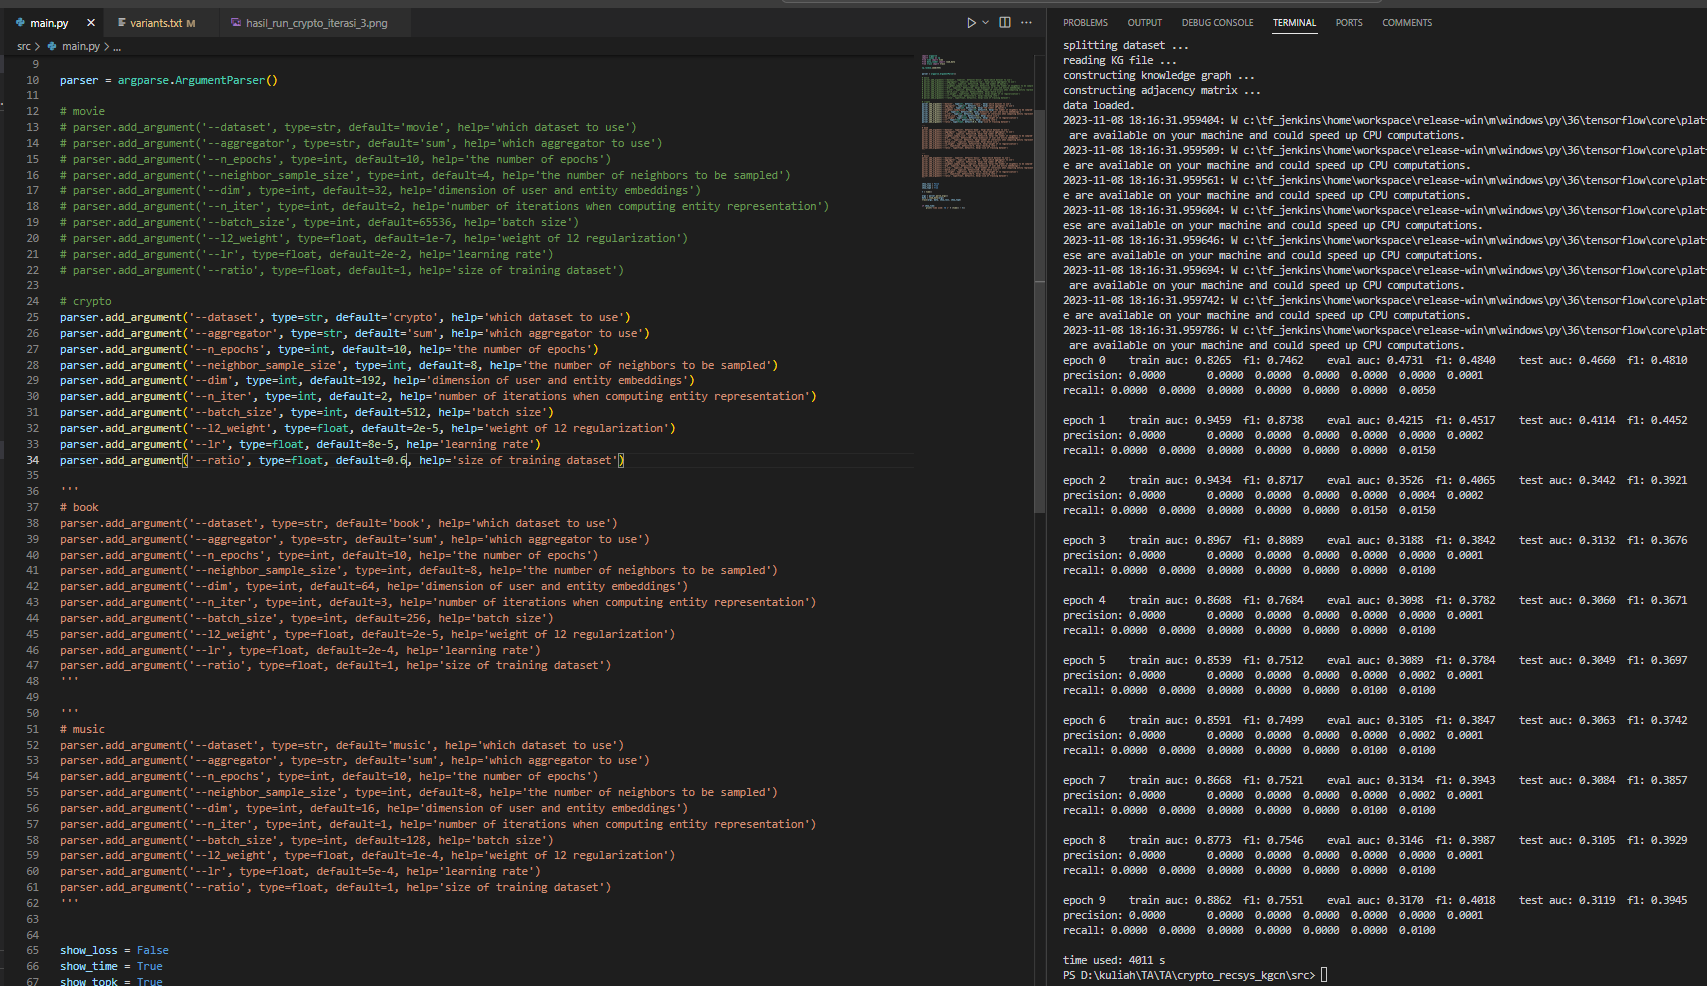 main.py
variants.txt M
hasil_run_crypto_iterasi_3.png
src > main.py > ...
9
10 parser = argparse.ArgumentParser()
11
12 # movie
13 # parser.add_argument('--dataset', type=str, default='movie', help='which dataset to use')
14 # parser.add_argument('--aggregator', type=str, default='sum', help='which aggregator to use')
15 # parser.add_argument('--n_epochs', type=int, default=10, help='the number of epochs')
16 # parser.add_argument('--neighbor_sample_size', type=int, default=4, help='the number of neighbors to be sampled')
17 # parser.add_argument('--dim', type=int, default=32, help='dimension of user and entity embeddings')
18 # parser.add_argument('--n_iter', type=int, default=2, help='number of iterations when computing entity representation')
19 # parser.add_argument('--batch_size', type=int, default=65536, help='batch size')
20 # parser.add_argument('--l2_weight', type=float, default=1e-7, help='weight of l2 regularization')
21 # parser.add_argument('--lr', type=float, default=2e-2, help='learning rate')
22 # parser.add_argument('--ratio', type=float, default=1, help='size of training dataset')
23
24 # crypto
25 parser.add_argument('--dataset', type=str, default='crypto', help='which dataset to use')
26 parser.add_argument('--aggregator', type=str, default='sum', help='which aggregator to use')
27 parser.add_argument('--n_epochs', type=int, default=10, help='the number of epochs')
28 parser.add_argument('--neighbor_sample_size', type=int, default=8, help='the number of neighbors to be sampled')
29 parser.add_argument('--dim', type=int, default=192, help='dimension of user and entity embeddings')
30 parser.add_argument('--n_iter', type=int, default=2, help='number of iterations when computing entity representation')
31 parser.add_argument('--batch_size', type=int, default=512, help='batch size')
32 parser.add_argument('--l2_weight', type=float, default=2e-5, help='weight of l2 regularization')
33 parser.add_argument('--lr', type=float, default=8e-5, help='learning rate')
34 parser.add_argument('--ratio', type=float, default=0.6, help='size of training dataset')
35
36 '''
37 # book
38 parser.add_argument('--dataset', type=str, default='book', help='which dataset to use')
39 parser.add_argument('--aggregator', type=str, default='sum', help='which aggregator to use')
40 parser.add_argument('--n_epochs', type=int, default=10, help='the number of epochs')
41 parser.add_argument('--neighbor_sample_size', type=int, default=8, help='the number of neighbors to be sampled')
42 parser.add_argument('--dim', type=int, default=64, help='dimension of user and entity embeddings')
43 parser.add_argument('--n_iter', type=int, default=3, help='number of iterations when computing entity representation')
44 parser.add_argument('--batch_size', type=int, default=256, help='batch size')
45 parser.add_argument('--l2_weight', type=float, default=2e-5, help='weight of l2 regularization')
46 parser.add_argument('--lr', type=float, default=2e-4, help='learning rate')
47 parser.add_argument('--ratio', type=float, default=1, help='size of training dataset')
48 '''
49
50 '''
51 # music
52 parser.add_argument('--dataset', type=str, default='music', help='which dataset to use')
53 parser.add_argument('--aggregator', type=str, default='sum', help='which aggregator to use')
54 parser.add_argument('--n_epochs', type=int, default=10, help='the number of epochs')
55 parser.add_argument('--neighbor_sample_size', type=int, default=8, help='the number of neighbors to be sampled')
56 parser.add_argument('--dim', type=int, default=16, help='dimension of user and entity embeddings')
57 parser.add_argument('--n_iter', type=int, default=1, help='number of iterations when computing entity representation')
58 parser.add_argument('--batch_size', type=int, default=128, help='batch size')
59 parser.add_argument('--l2_weight', type=float, default=1e-4, help='weight of l2 regularization')
60 parser.add_argument('--lr', type=float, default=5e-4, help='learning rate')
61 parser.add_argument('--ratio', type=float, default=1, help='size of training dataset')
62 '''
63
64
65 show_loss = False
66 show_time = True
67 show_topk = True
PROBLEMS OUTPUT DEBUG CONSOLE TERMINAL PORTS COMMENTS
splitting dataset ...
reading KG file ...
constructing knowledge graph ...
constructing adjacency matrix ...
data loaded.
2023-11-08 18:16:31.959404: W c:\tf_jenkins\home\workspace\release-win\m\windows\py\36\tensorflow\core\plat
are available on your machine and could speed up CPU computations.
2023-11-08 18:16:31.959509: W c:\tf_jenkins\home\workspace\release-win\m\windows\py\36\tensorflow\core\plat
e are available on your machine and could speed up CPU computations.
2023-11-08 18:16:31.959561: W c:\tf_jenkins\home\workspace\release-win\m\windows\py\36\tensorflow\core\plat
e are available on your machine and could speed up CPU computations.
2023-11-08 18:16:31.959604: W c:\tf_jenkins\home\workspace\release-win\m\windows\py\36\tensorflow\core\plat
ese are available on your machine and could speed up CPU computations.
2023-11-08 18:16:31.959646: W c:\tf_jenkins\home\workspace\release-win\m\windows\py\36\tensorflow\core\plat
ese are available on your machine and could speed up CPU computations.
2023-11-08 18:16:31.959694: W c:\tf_jenkins\home\workspace\release-win\m\windows\py\36\tensorflow\core\plat
are available on your machine and could speed up CPU computations.
2023-11-08 18:16:31.959742: W c:\tf_jenkins\home\workspace\release-win\m\windows\py\36\tensorflow\core\plat
e are available on your machine and could speed up CPU computations.
2023-11-08 18:16:31.959786: W c:\tf_jenkins\home\workspace\release-win\m\windows\py\36\tensorflow\core\plat
are available on your machine and could speed up CPU computations.
epoch 0 train auc: 0.8265 f1: 0.7462 eval auc: 0.4731 f1: 0.4840 test auc: 0.4660 f1: 0.4810
precision: 0.0000 0.0000 0.0000 0.0000 0.0000 0.0000 0.0001
recall: 0.0000 0.0000 0.0000 0.0000 0.0000 0.0000 0.0050
epoch 1 train auc: 0.9459 f1: 0.8738 eval auc: 0.4215 f1: 0.4517 test auc: 0.4114 f1: 0.4452
precision: 0.0000 0.0000 0.0000 0.0000 0.0000 0.0000 0.0002
recall: 0.0000 0.0000 0.0000 0.0000 0.0000 0.0000 0.0150
epoch 2 train auc: 0.9434 f1: 0.8717 eval auc: 0.3526 f1: 0.4065 test auc: 0.3442 f1: 0.3921
precision: 0.0000 0.0000 0.0000 0.0000 0.0000 0.0004 0.0002
recall: 0.0000 0.0000 0.0000 0.0000 0.0000 0.0150 0.0150
epoch 3 train auc: 0.8967 f1: 0.8089 eval auc: 0.3188 f1: 0.3842 test auc: 0.3132 f1: 0.3676
precision: 0.0000 0.0000 0.0000 0.0000 0.0000 0.0000 0.0001
recall: 0.0000 0.0000 0.0000 0.0000 0.0000 0.0000 0.0100
epoch 4 train auc: 0.8608 f1: 0.7684 eval auc: 0.3098 f1: 0.3782 test auc: 0.3060 f1: 0.3671
precision: 0.0000 0.0000 0.0000 0.0000 0.0000 0.0000 0.0001
recall: 0.0000 0.0000 0.0000 0.0000 0.0000 0.0000 0.0100
epoch 5 train auc: 0.8539 f1: 0.7512 eval auc: 0.3089 f1: 0.3784 test auc: 0.3049 f1: 0.3697
precision: 0.0000 0.0000 0.0000 0.0000 0.0000 0.0002 0.0001
recall: 0.0000 0.0000 0.0000 0.0000 0.0000 0.0100 0.0100
epoch 6 train auc: 0.8591 f1: 0.7499 eval auc: 0.3105 f1: 0.3847 test auc: 0.3063 f1: 0.3742
precision: 0.0000 0.0000 0.0000 0.0000 0.0000 0.0002 0.0001
recall: 0.0000 0.0000 0.0000 0.0000 0.0000 0.0100 0.0100
epoch 7 train auc: 0.8668 f1: 0.7521 eval auc: 0.3134 f1: 0.3943 test auc: 0.3084 f1: 0.3857
precision: 0.0000 0.0000 0.0000 0.0000 0.0000 0.0002 0.0001
recall: 0.0000 0.0000 0.0000 0.0000 0.0000 0.0100 0.0100
epoch 8 train auc: 0.8773 f1: 0.7546 eval auc: 0.3146 f1: 0.3987 test auc: 0.3105 f1: 0.3929
precision: 0.0000 0.0000 0.0000 0.0000 0.0000 0.0000 0.0001
recall: 0.0000 0.0000 0.0000 0.0000 0.0000 0.0000 0.0100
epoch 9 train auc: 0.8862 f1: 0.7551 eval auc: 0.3170 f1: 0.4018 test auc: 0.3119 f1: 0.3945
precision: 0.0000 0.0000 0.0000 0.0000 0.0000 0.0000 0.0001
recall: 0.0000 0.0000 0.0000 0.0000 0.0000 0.0000 0.0100
time used: 4011 s
PS D:\kuliah\TA\TA\crypto_recsys_kgcn\src>